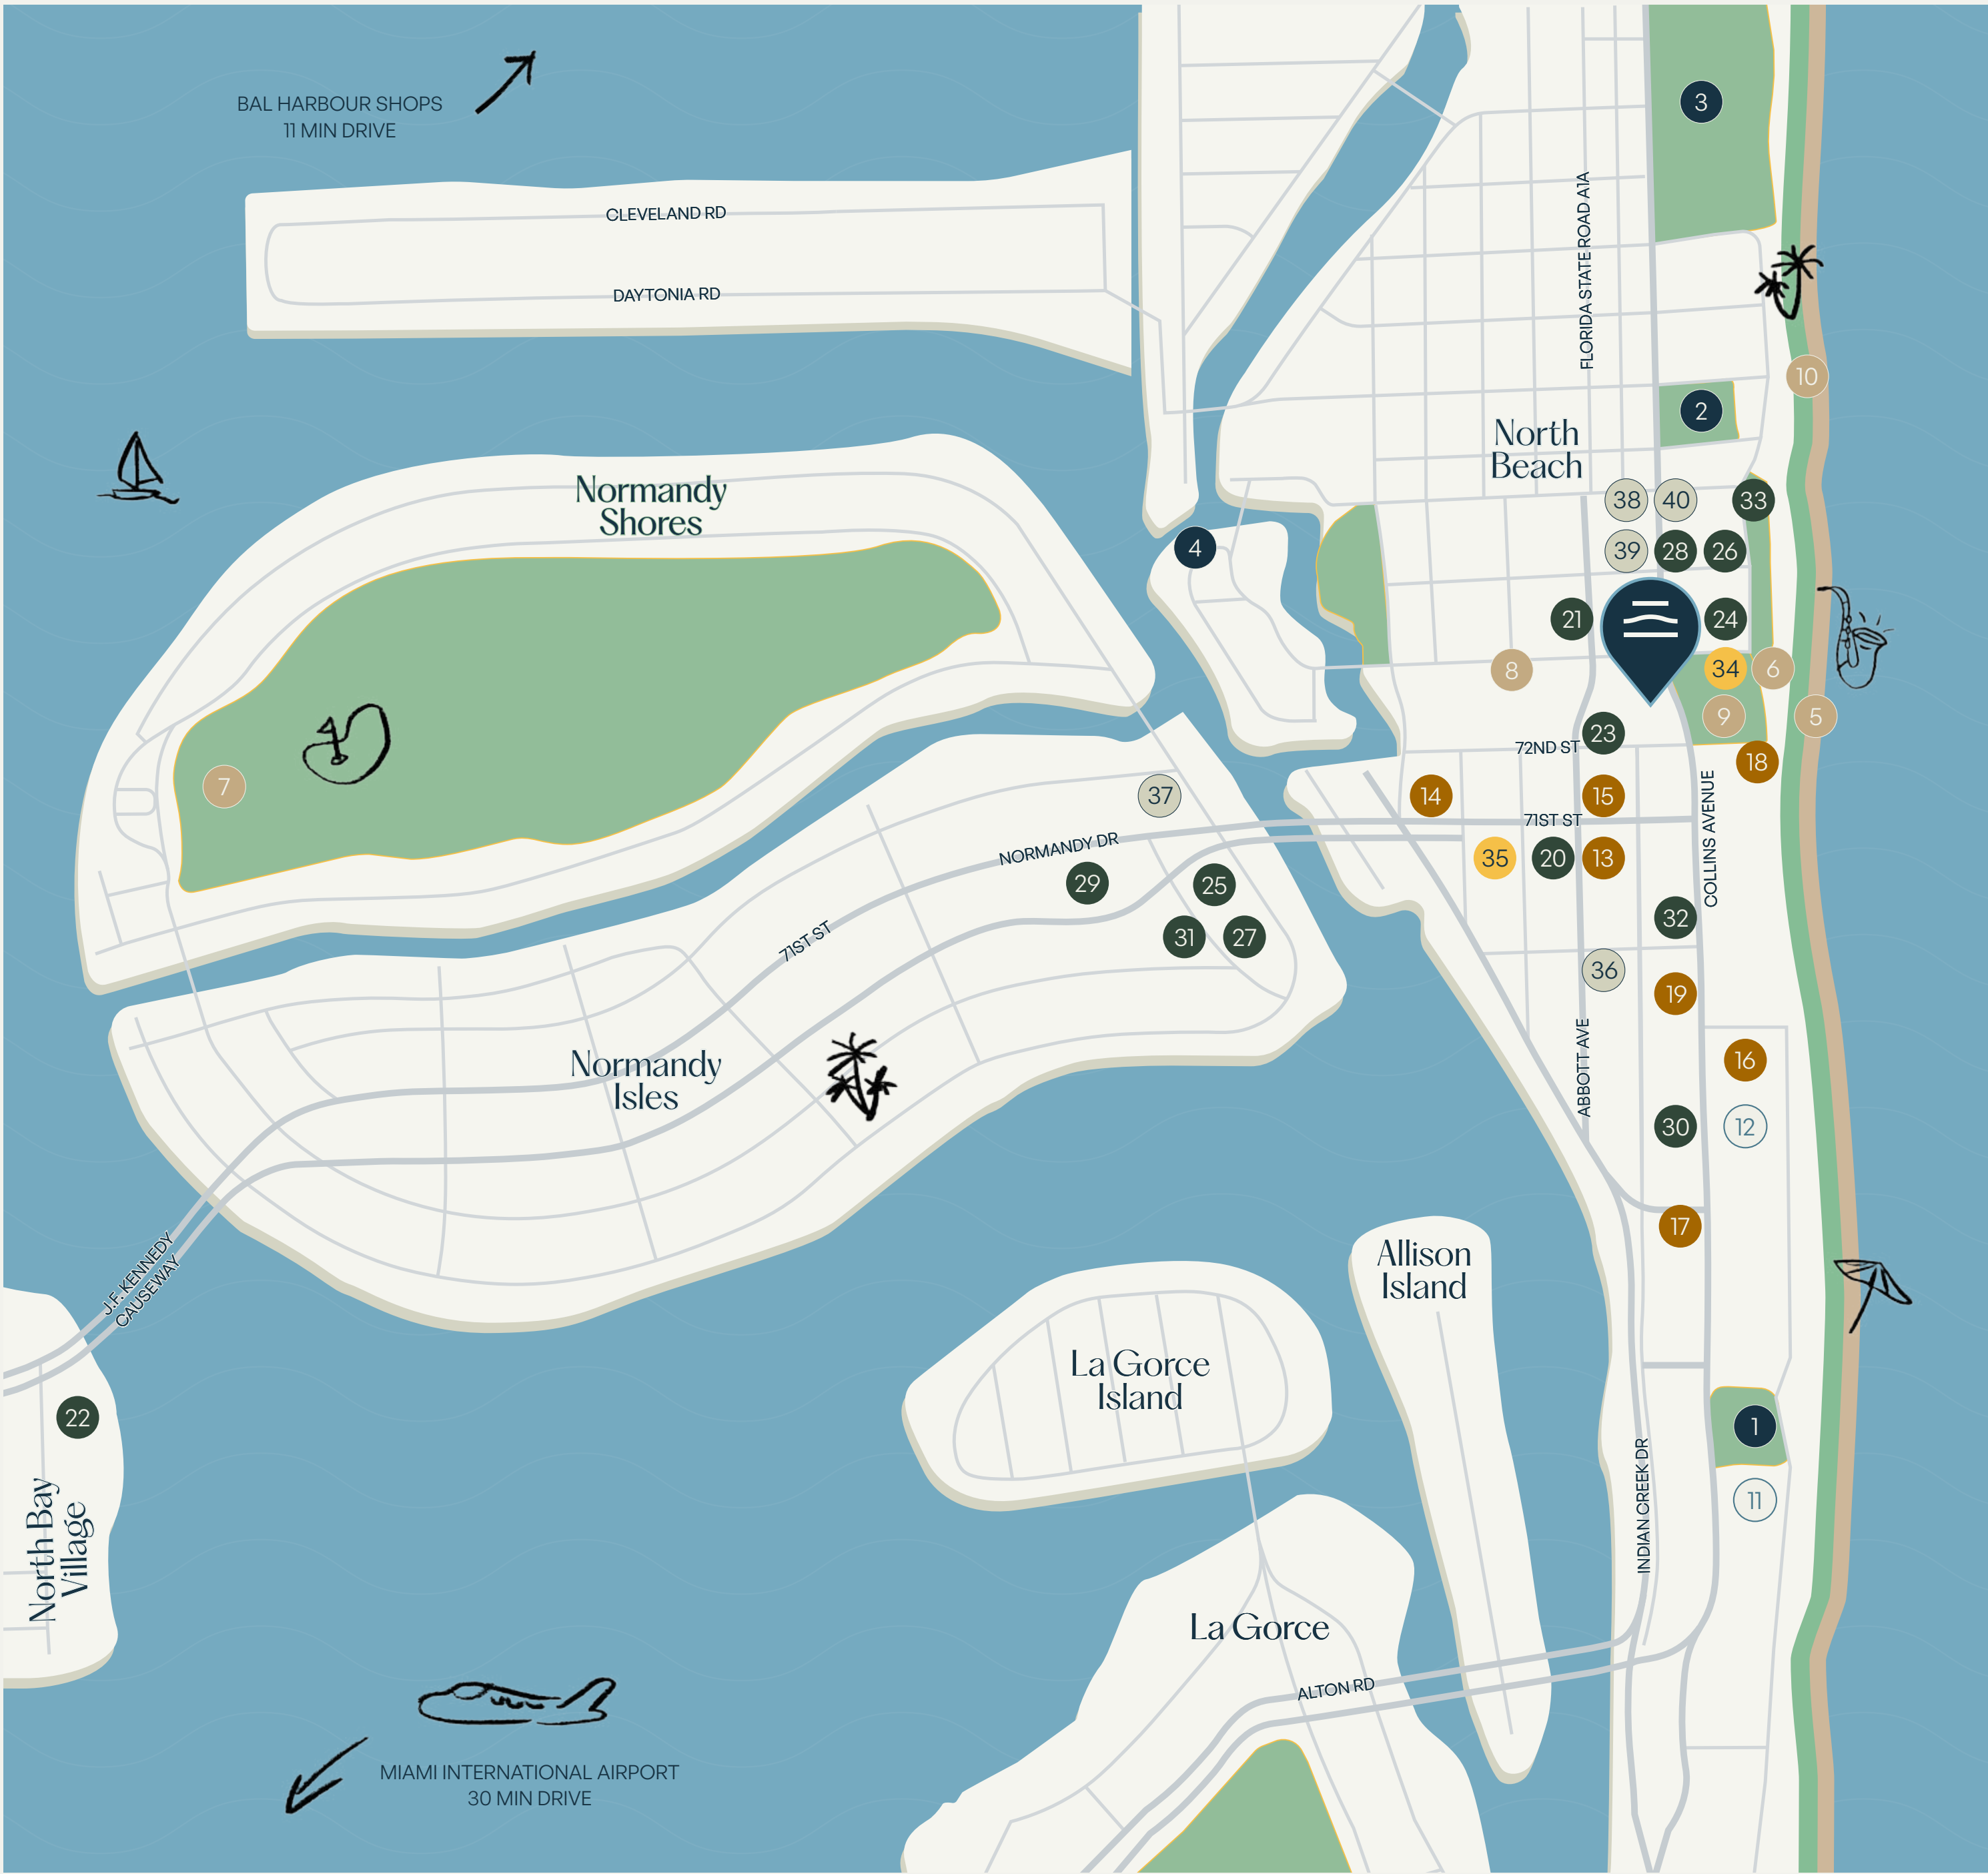 BAL HARBOUR SHOPS
11 MIN DRIVE
3
CLEVELAND RD
FLORIDA STATE ROAD A1A
DAYTONIA RD
10
2
North
Beach
Normandy
Shores
38
40
33
4
39
28
26
21
24
8
34
6
9
5
23
72ND ST
18
7
37
14
15
COLLINS AVENUE
71ST ST
NORMANDY DR
35
20
13
29
25
32
71ST ST
31
27
36
19
ABBOTT AVE
16
Normandy
Isles
30
12
17
J.F. KENNEDY
CAUSEWAY
Allison
Island
La Gorce
Island
22
1
INDIAN CREEK DR
11
North Bay
Village
La Gorce
ALTON RD
MIAMI INTERNATIONAL AIRPORT
30 MIN DRIVE